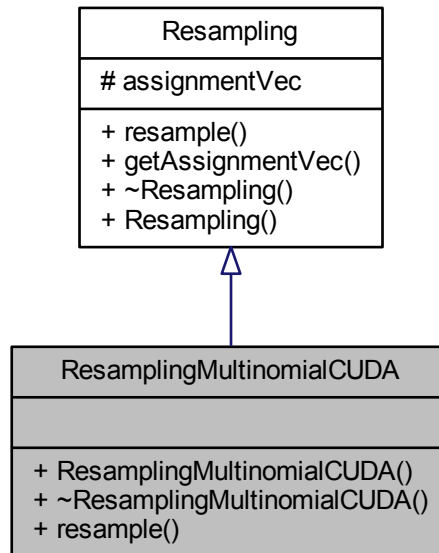 Resampling
# assignmentVec
+ resample()
+ getAssignmentVec()
+ ~Resampling()
+ Resampling()
ResamplingMultinomialCUDA
+ ResamplingMultinomialCUDA()
+ ~ResamplingMultinomialCUDA()
+ resample()